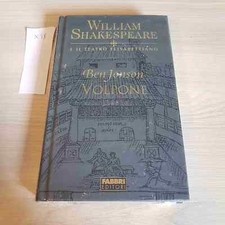 WILLIAM
SHAKESPEARE
E IL TEATRO ELISABETTIANO
Ben Jonson
VOLPONE
FABBRI
EDITORI